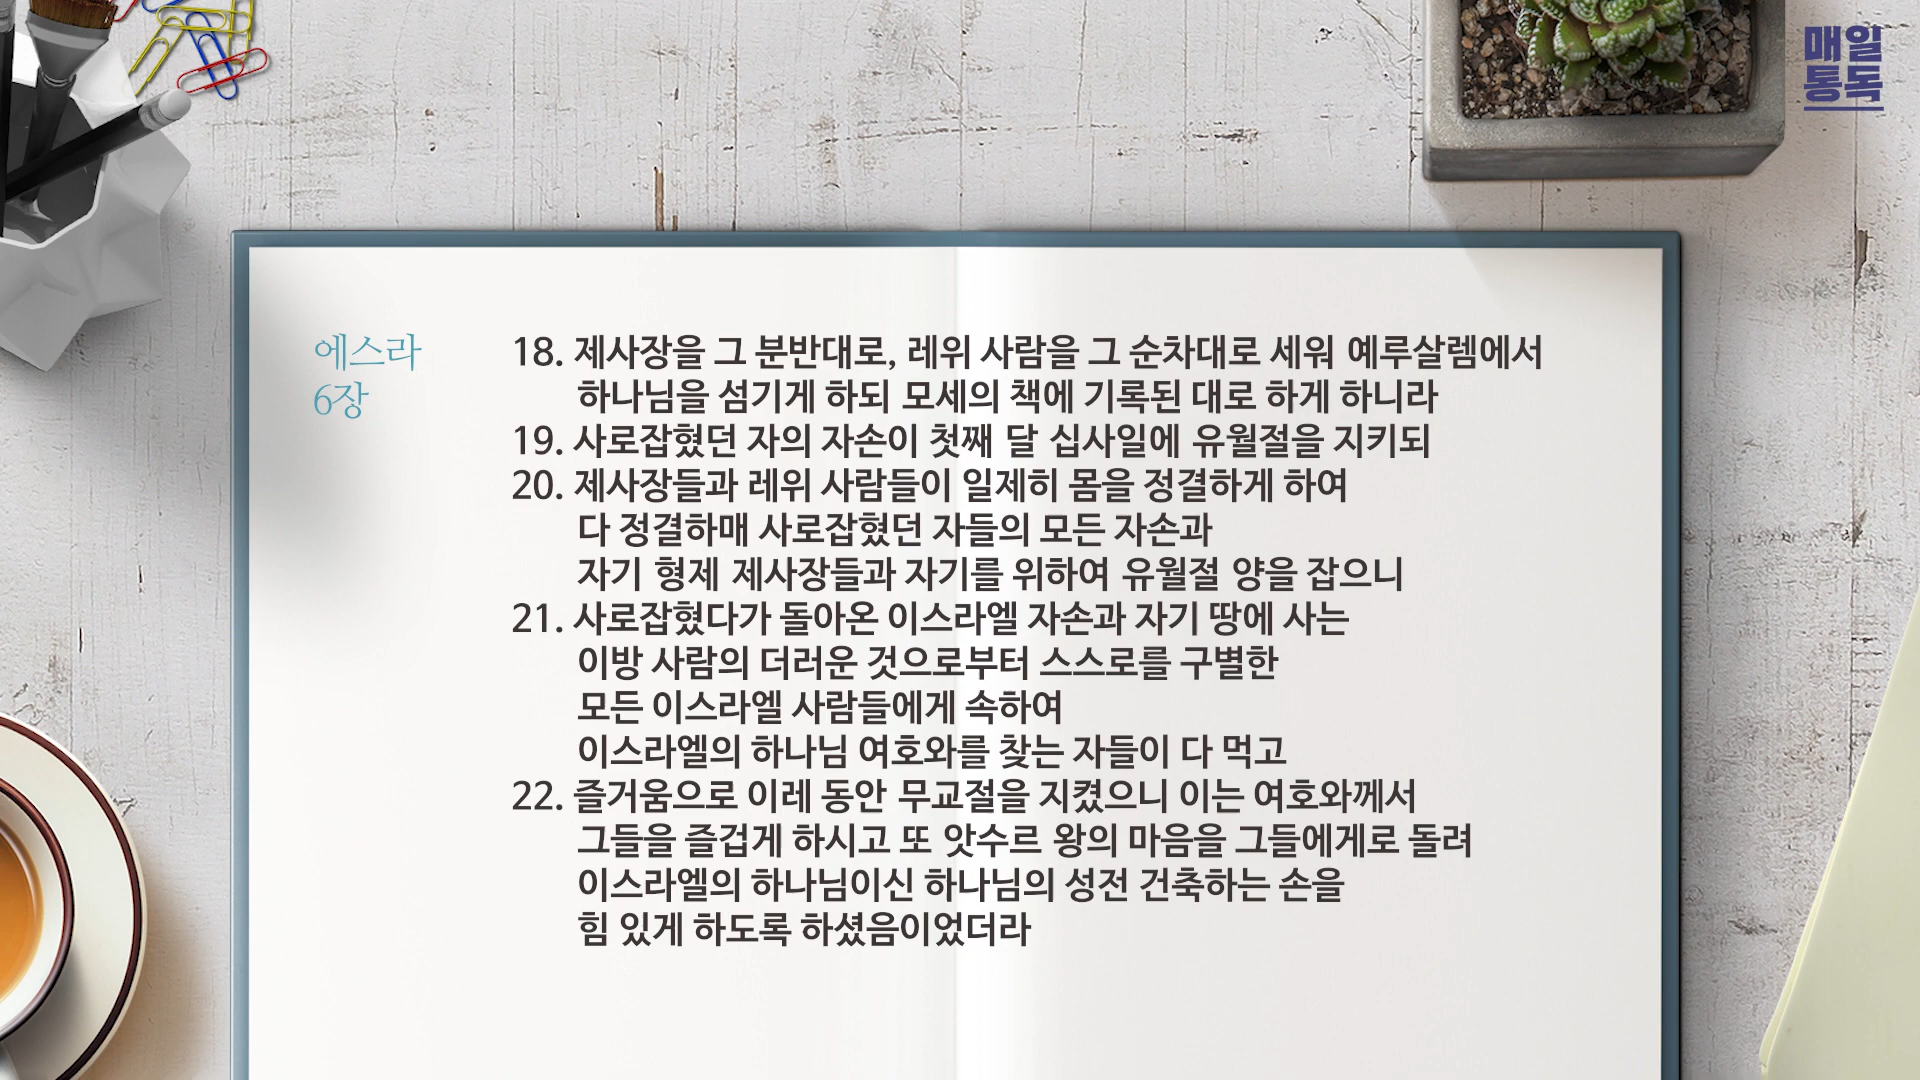 매일
통독
에스라
6장
18. 제사장을 그 분반대로, 레위 사람을 그 순차대로 세워 예루살렘에서
하나님을 섬기게 하되 모세의 책에 기록된 대로 하게 하니라
19. 사로잡혔던 자의 자손이 첫째 달 십사일에 유월절을 지키되
20. 제사장들과 레위 사람들이 일제히 몸을 정결하게 하여
다 정결하매 사로잡혔던 자들의 모든 자손과
자기 형제 제사장들과 자기를 위하여 유월절 양을 잡으니
21. 사로잡혔다가 돌아온 이스라엘 자손과 자기 땅에 사는
이방 사람의 더러운 것으로부터 스스로를 구별한
모든 이스라엘 사람들에게 속하여
이스라엘의 하나님 여호와를 찾는 자들이 다 먹고
22. 즐거움으로 이레 동안 무교절을 지켰으니 이는 여호와께서
그들을 즐겁게 하시고 또 앗수르 왕의 마음을 그들에게로 돌려
이스라엘의 하나님이신 하나님의 성전 건축하는 손을
힘 있게 하도록 하셨음이었더라